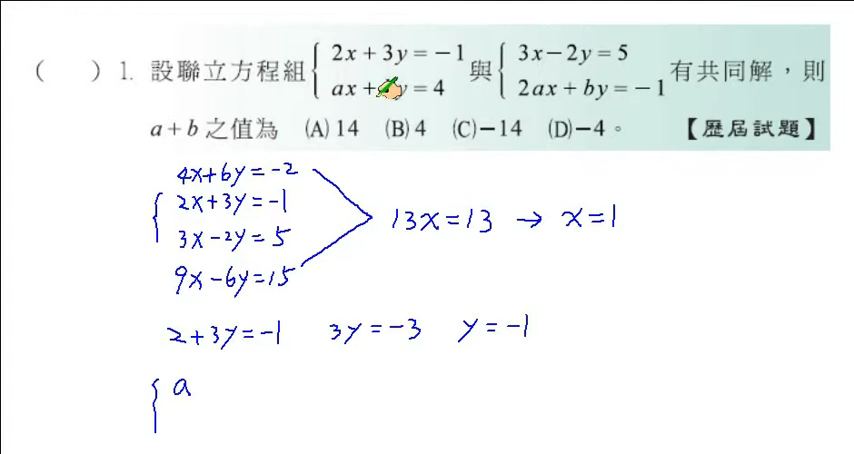 ( ) 1. 設聯立方程組 { 2x + 3y = -1 與 { 3x - 2y = 5 有共同解，則
ax + y = 4 2ax + by = -1
a + b 之值為 (A) 14 (B) 4 (C) -14 (D) -4。 【歷屆試題】
4x+6y=-2
2x+3y=-1
13x=13 → x=1
3x-2y=5
9x-6y=15
2+3y=-1 3y=-3 y=-1
{ a